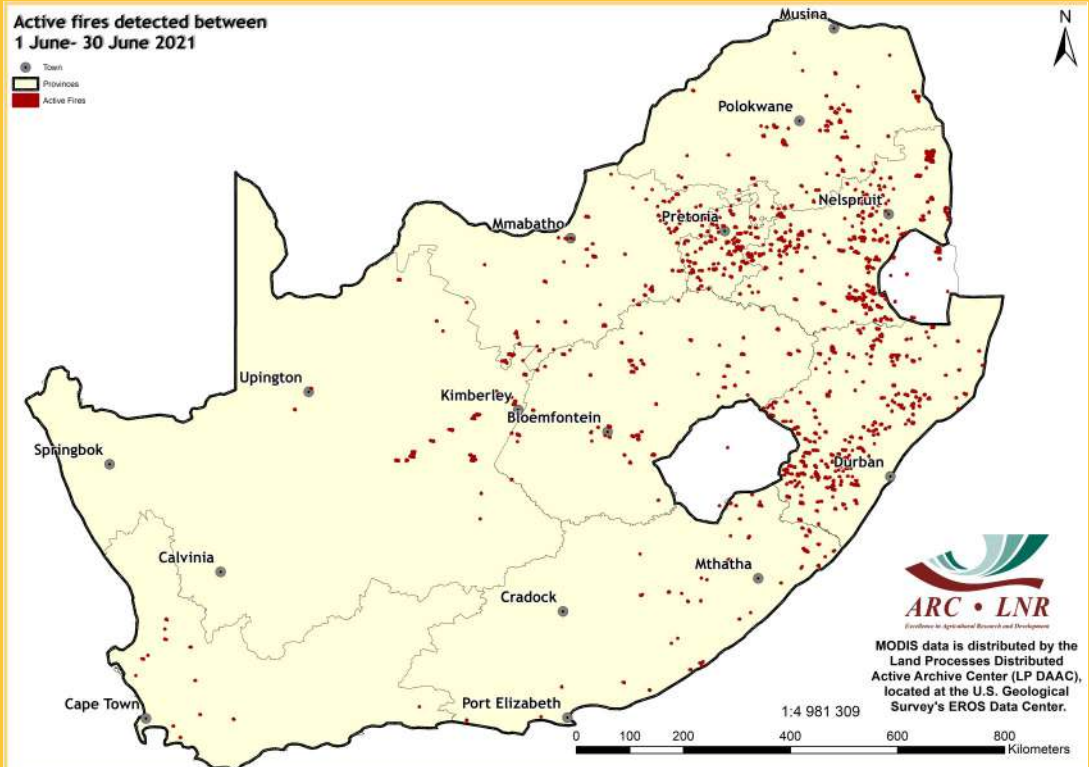 Active fires detected between
1 June- 30 June 2021
Town
Provinces
Active Fires
N
Musina
Polokwane
Nelspruit
Pretoria
Mmabatho
Upington
Kimberley
Bloemfontein
Springbok
Durban
Calvinia
Mthatha
Cradock
Cape Town
Port Elizabeth
ARC • LNR
Excellence in Agricultural Research and Development
MODIS data is distributed by the
Land Processes Distributed
Active Archive Center (LP DAAC),
located at the U.S. Geological
Survey's EROS Data Center.
1:4 981 309
0 100 200 400 600 800
Kilometers